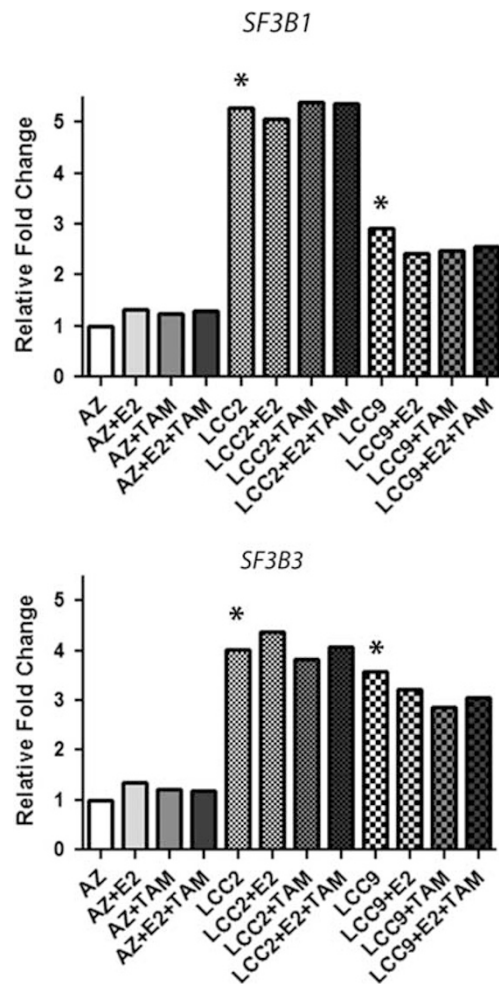 SF3B1
Relative Fold Change
5
4
3
2
1
0
*
*
AZ
AZ+E2
AZ+TAM
AZ+E2+TAM
LCC2
LCC2+E2
LCC2+TAM
LCC2+E2+TAM
LCC9
LCC9+E2
LCC9+TAM
LCC9+E2+TAM
SF3B3
Relative Fold Change
5
4
3
2
1
0
*
*
AZ
AZ+E2
AZ+TAM
AZ+E2+TAM
LCC2
LCC2+E2
LCC2+TAM
LCC2+E2+TAM
LCC9
LCC9+E2
LCC9+TAM
LCC9+E2+TAM